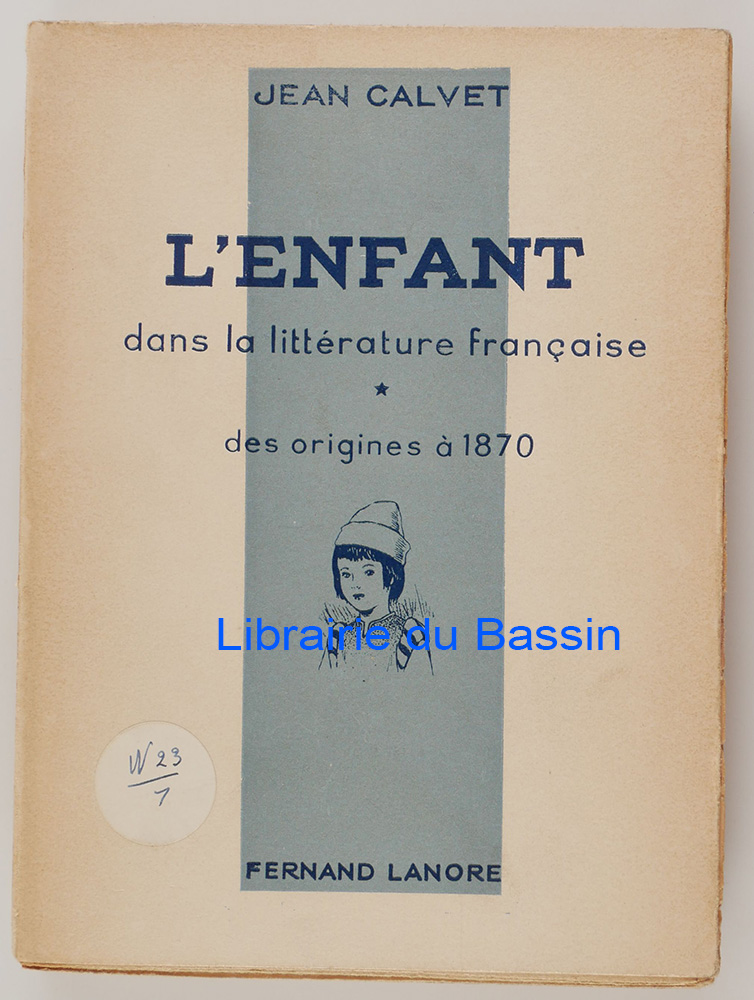 JEAN CALVET
L'ENFANT
dans la littérature française
★
des origines à 1870
Librairie du Bassin
N 23
1
FERNAND LANORE